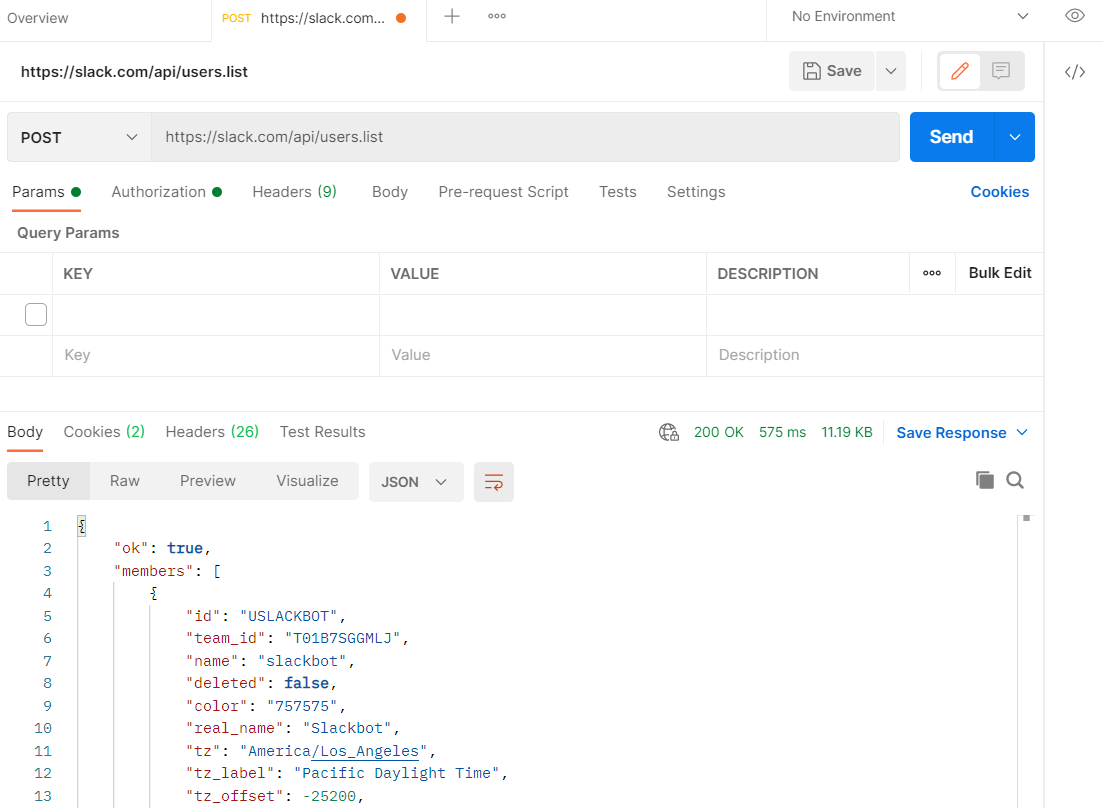 Overview
POST https://slack.com...
No Environment
https://slack.com/api/users.list
Save
POST https://slack.com/api/users.list Send
Params Authorization Headers (9) Body Pre-request Script Tests Settings Cookies
Query Params
KEY VALUE DESCRIPTION ooo Bulk Edit
Key Value Description
Body Cookies (2) Headers (26) Test Results 200 OK 575 ms 11.19 KB Save Response
Pretty Raw Preview Visualize JSON
1 {
2 "ok": true,
3 "members": [
4 {
5 "id": "USLACKBOT",
6 "team_id": "T01B7SGGMLJ",
7 "name": "slackbot",
8 "deleted": false,
9 "color": "757575",
10 "real_name": "Slackbot",
11 "tz": "America/Los_Angeles",
12 "tz_label": "Pacific Daylight Time",
13 "tz_offset": -25200,